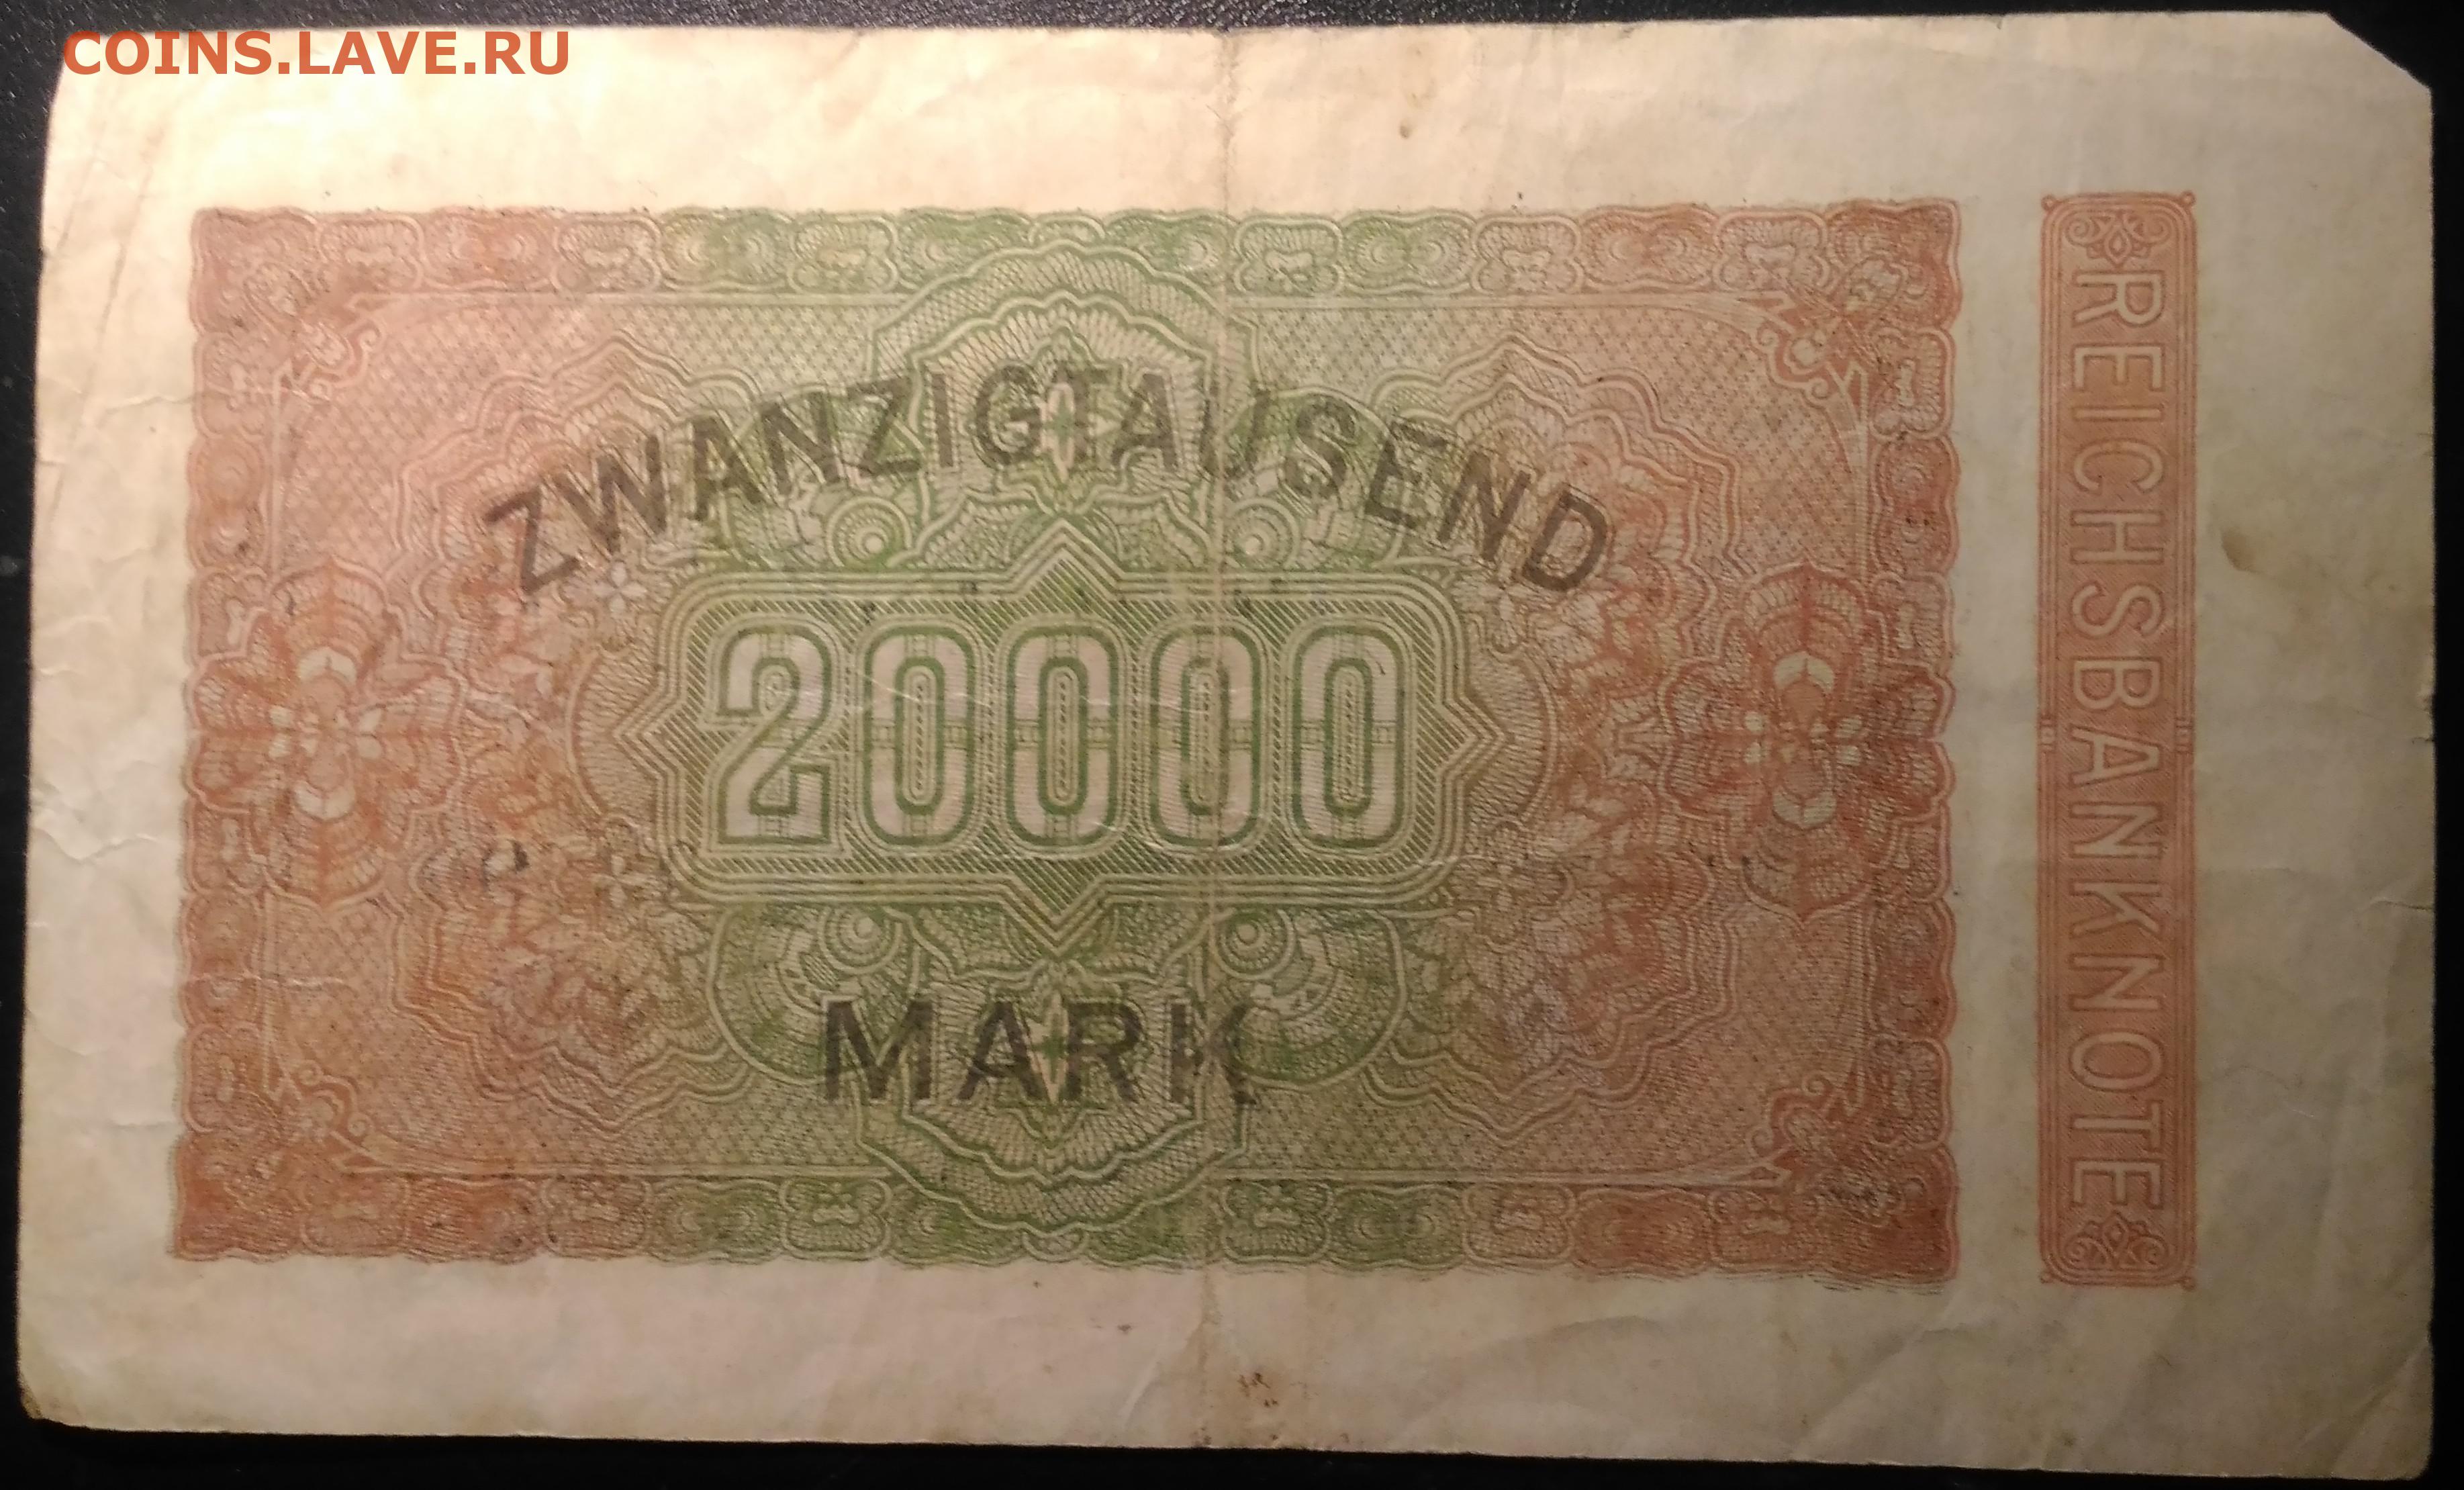 COINS.LAVE.RU
ZWANZIGTAUSEND
20000
MARK
REICHSBANKNOTE